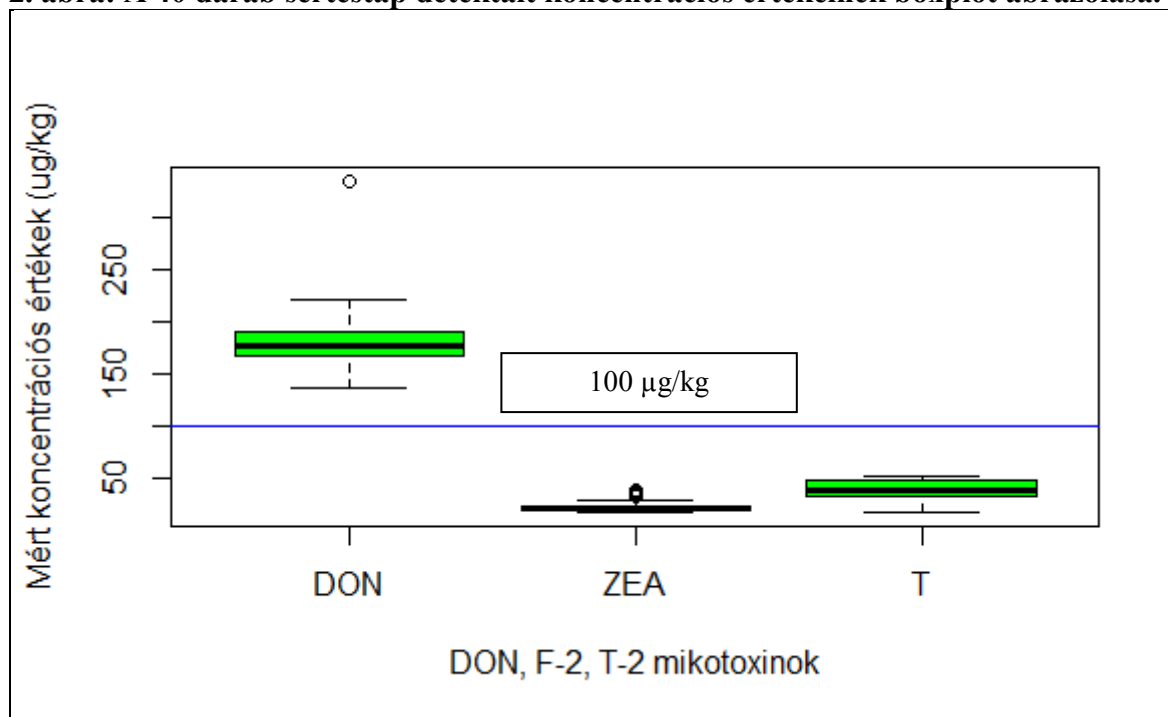 2. ábra: A 40 darab sertéstáp detektált koncentrációs értékeinek boxplot ábrázolása.
Mért koncentrációs értékek (ug/kg)
250
150
50
100 µg/kg
DON
ZEA
T
DON, F-2, T-2 mikotoxinok